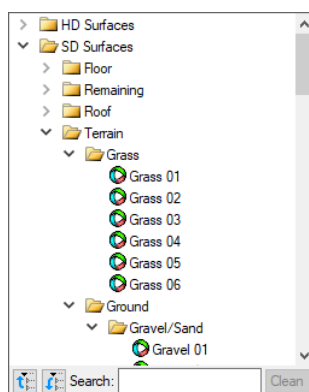 HD Surfaces
SD Surfaces
Floor
Remaining
Roof
Terrain
Grass
Grass 01
Grass 02
Grass 03
Grass 04
Grass 05
Grass 06
Ground
Gravel/Sand
Gravel 01
Search:
Clean